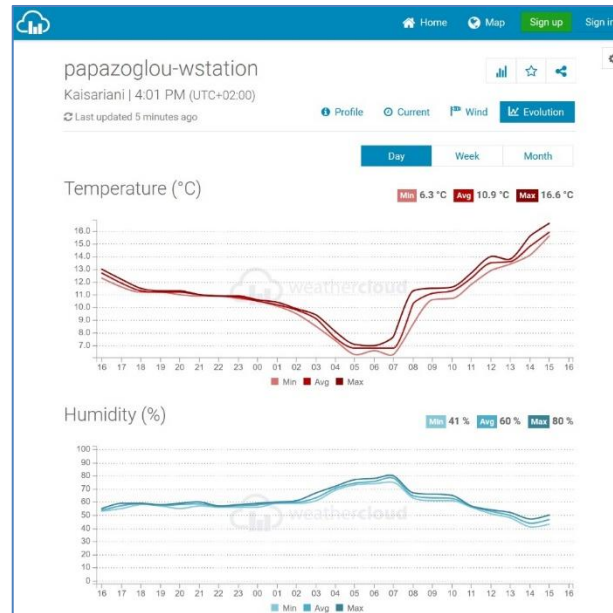 Home Map Sign up Sign in
papazoglou-wstation
Kaisariani | 4:01 PM (UTC+02:00)
Last updated 5 minutes ago
Profile Current Wind Evolution
Day Week Month
Temperature (°C)
Min 6.3 °C Avg 10.9 °C Max 16.6 °C
16.0
15.0
14.0
13.0
12.0
11.0
10.0
9.0
8.0
7.0
weathercloud
16 17 18 19 20 21 22 23 00 01 02 03 04 05 06 07 08 09 10 11 12 13 14 15 16
Min Avg Max
Humidity (%)
Min 41 % Avg 60 % Max 80 %
100
90
80
70
60
50
40
30
20
10
0
weathercloud
16 17 18 19 20 21 22 23 00 01 02 03 04 05 06 07 08 09 10 11 12 13 14 15 16
Min Avg Max